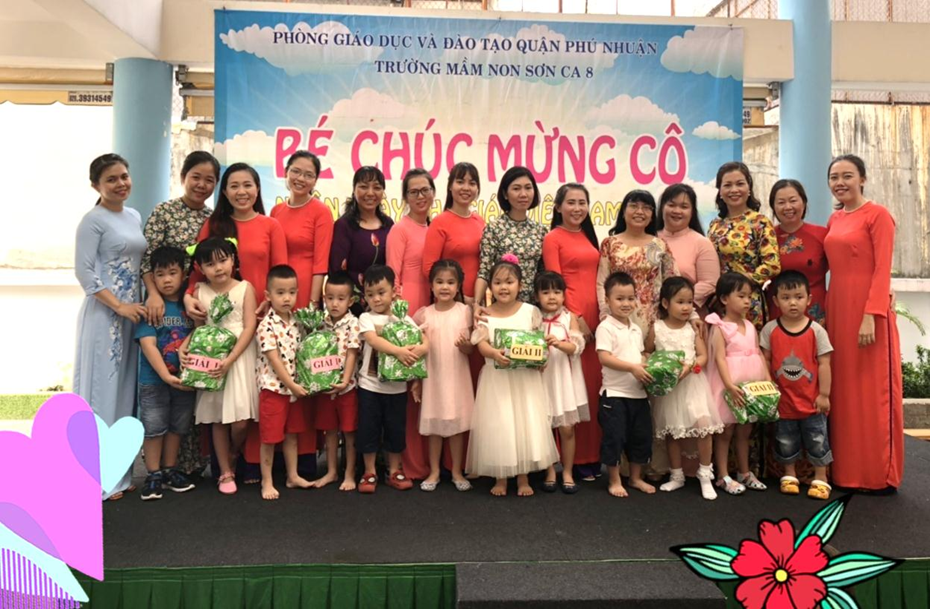 PHÒNG GIÁO DỤC VÀ ĐÀO TẠO QUẬN PHÚ NHUẬN
TRƯỜNG MẦM NON SƠN CA 8
BÉ CHÚC MỪNG CÔ
39314549
GIẢI I
GIẢI II
GIẢI II